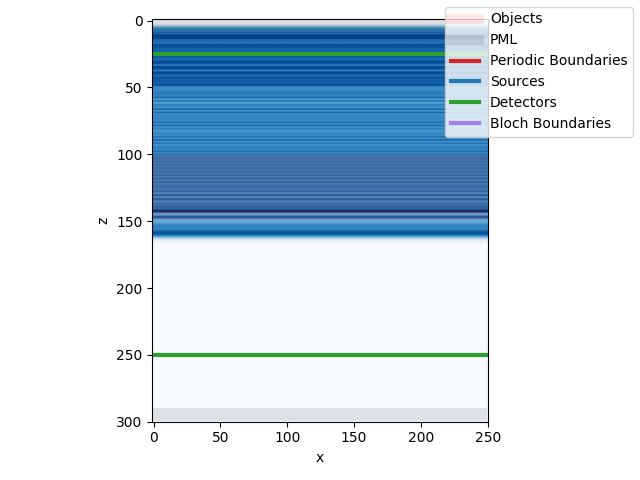 Objects
PML
Periodic Boundaries
Sources
Detectors
Bloch Boundaries
0
50
100
150
200
250
300
z
0 50 100 150 200 250
x